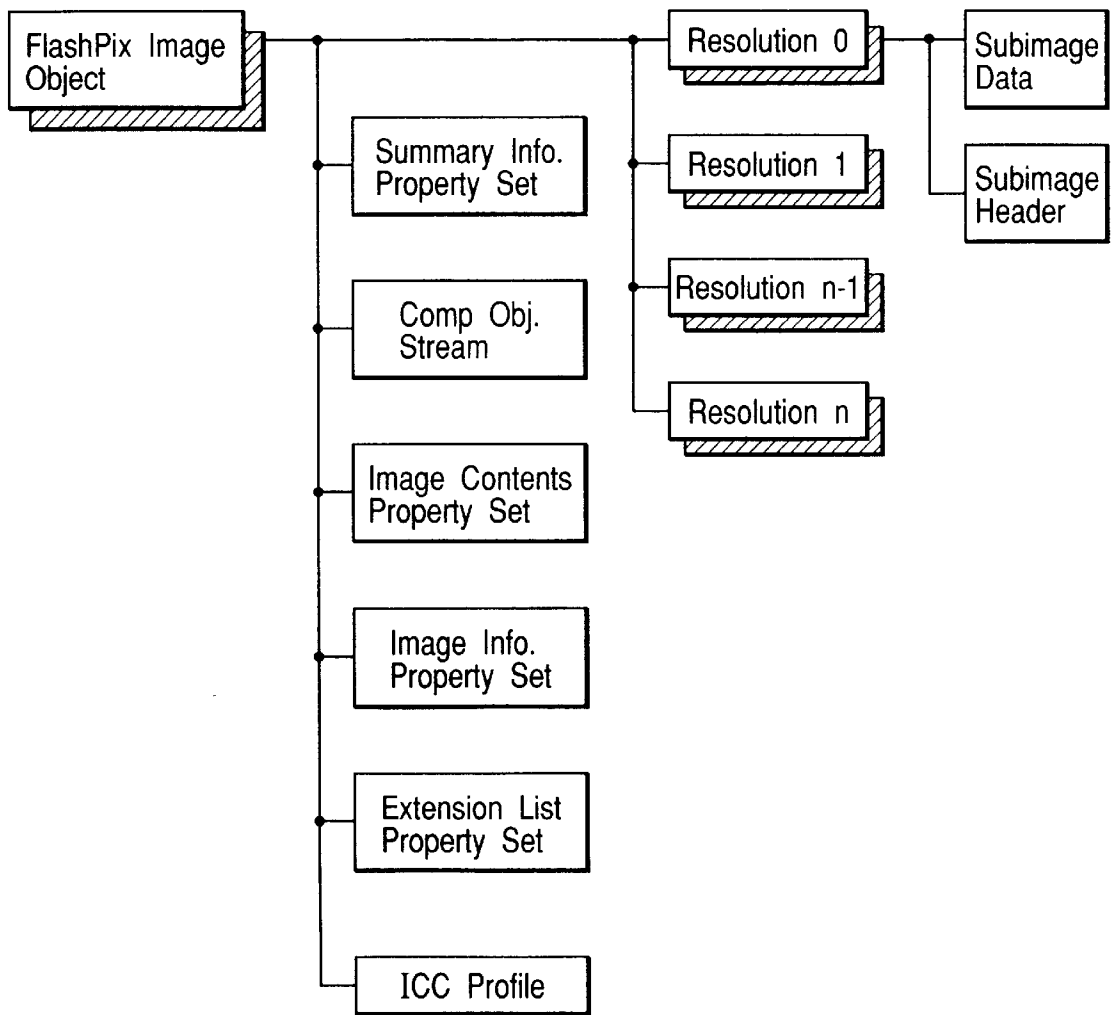 FlashPix Image
Object
Summary Info.
Property Set
Comp Obj.
Stream
Image Contents
Property Set
Image Info.
Property Set
Extension List
Property Set
ICC Profile
Resolution 0
Resolution 1
Resolution n-1
Resolution n
Subimage
Data
Subimage
Header